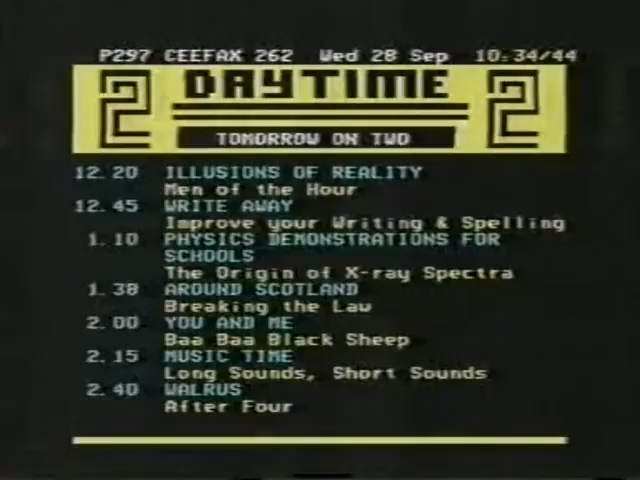 P297 CEEFAX 262 Wed 28 Sep 10:34/44
2 DAYTIME 2
TOMORROW ON TWO
12.20 ILLUSIONS OF REALITY
Men of the Hour
12.45 WRITE AWAY
Improve your Writing & Spelling
1.10 PHYSICS DEMONSTRATIONS FOR
SCHOOLS
The Origin of X-ray Spectra
1.38 AROUND SCOTLAND
Breaking the Law
2.00 YOU AND ME
Baa Baa Black Sheep
2.15 MUSIC TIME
Long Sounds, Short Sounds
2.40 WALRUS
After Four